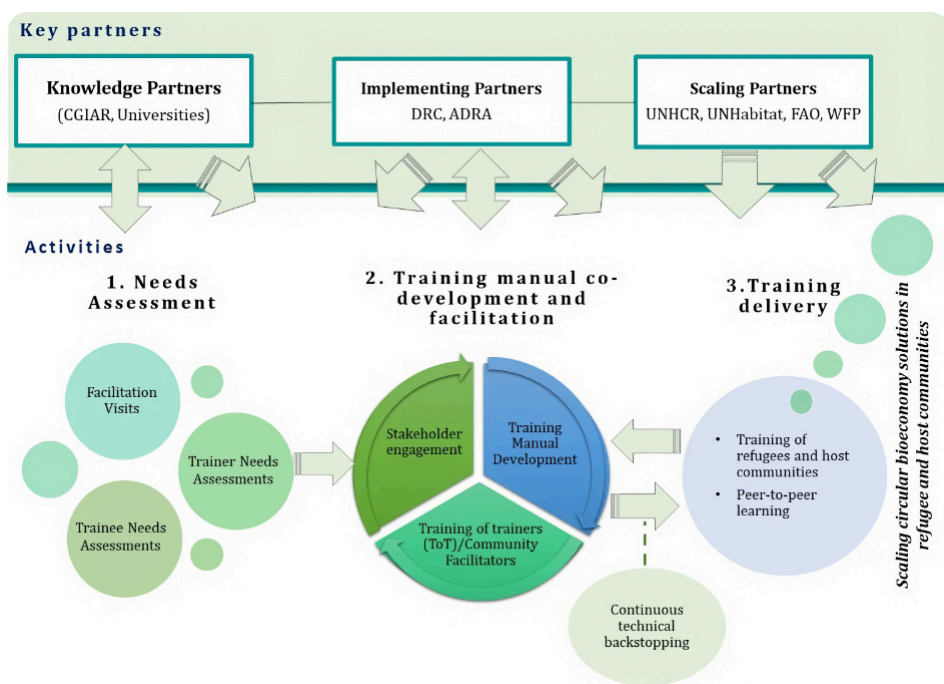 Key partners
Knowledge Partners
(CGIAR, Universities)
Implementing Partners
DRC, ADRA
Scaling Partners
UNHCR, UNHabitat, FAO, WFP
Activities
1. Needs
Assessment
2. Training manual co-
development and
facilitation
3.Training
delivery
Facilitation
Visits
Trainer Needs
Assessments
Trainee Needs
Assessments
Stakeholder
engagement
Training
Manual
Development
Training of trainers
(ToT)/Community
Facilitators
• Training of
refugees and host
communities
• Peer-to-peer
learning
Continuous
technical
backstopping
Scaling circular bioeconomy solutions in
refugee and host communities